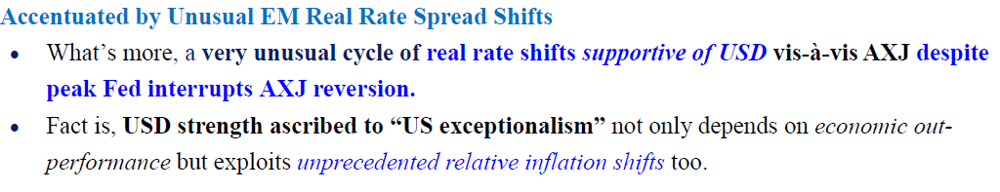 Accentuated by Unusual EM Real Rate Spread Shifts
• What’s more, a very unusual cycle of real rate shifts supportive of USD vis-à-vis AXJ despite
peak Fed interrupts AXJ reversion.
• Fact is, USD strength ascribed to “US exceptionalism” not only depends on economic out-
performance but exploits unprecedented relative inflation shifts too.